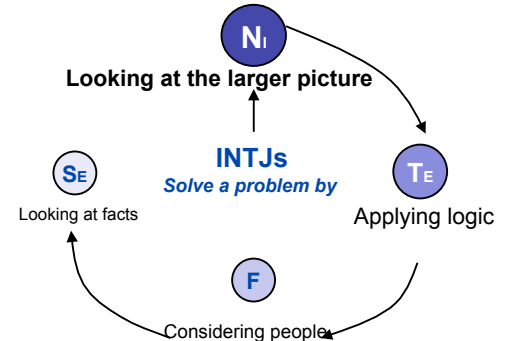 NI
Looking at the larger picture
INTJs
Solve a problem by
SE
Looking at facts
TE
Applying logic
F
Considering people